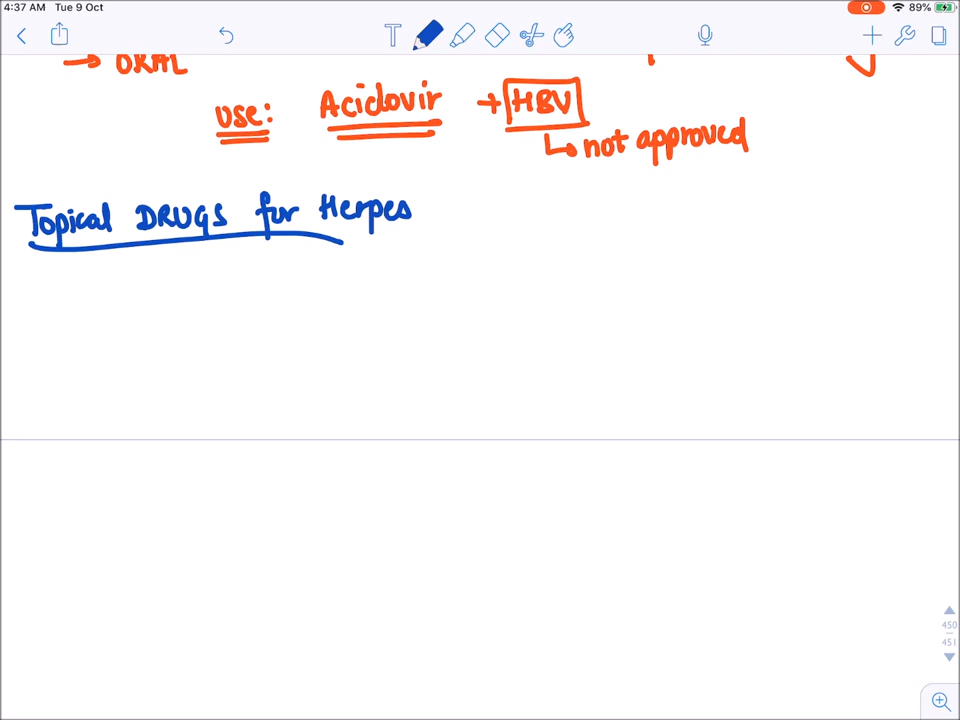 4:37 AM Tue 9 Oct
89%
T
→ ORAL
use: Aciclovir + HBV
↳ not approved
Topical DRUGS for Herpes
450
451